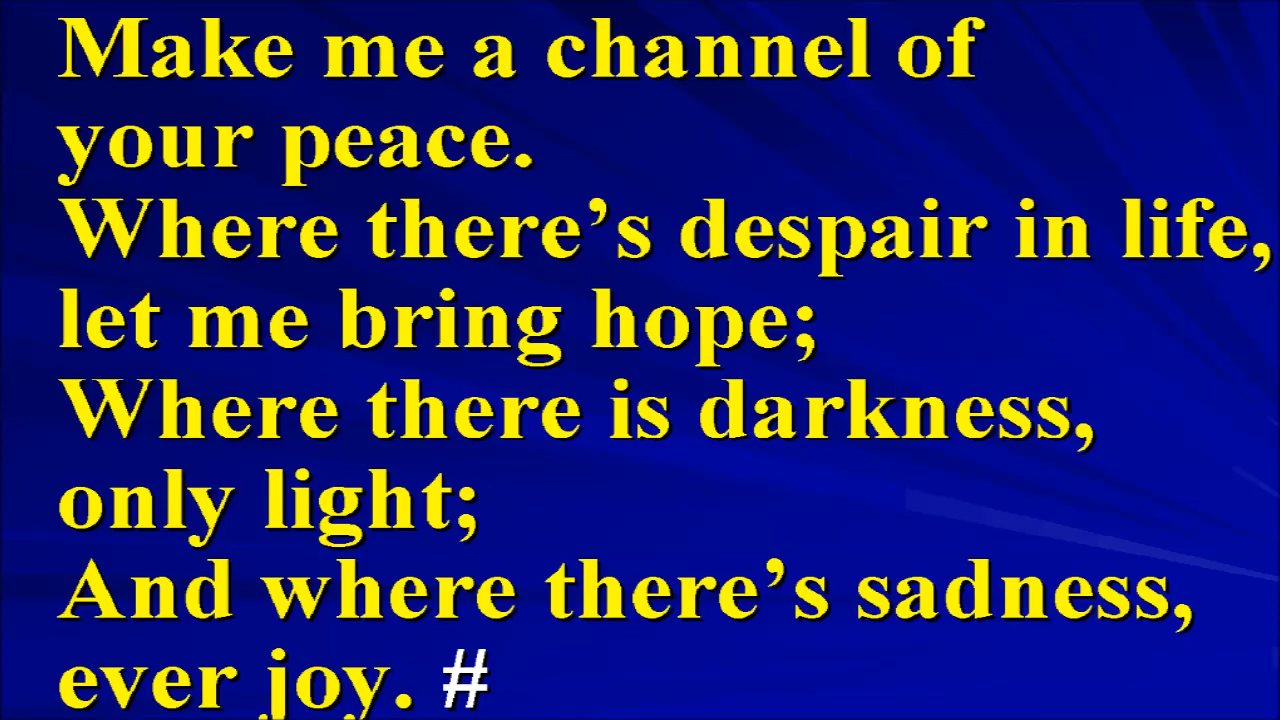 Make me a channel of
your peace.
Where there’s despair in life,
let me bring hope;
Where there is darkness,
only light;
And where there’s sadness,
ever joy. #